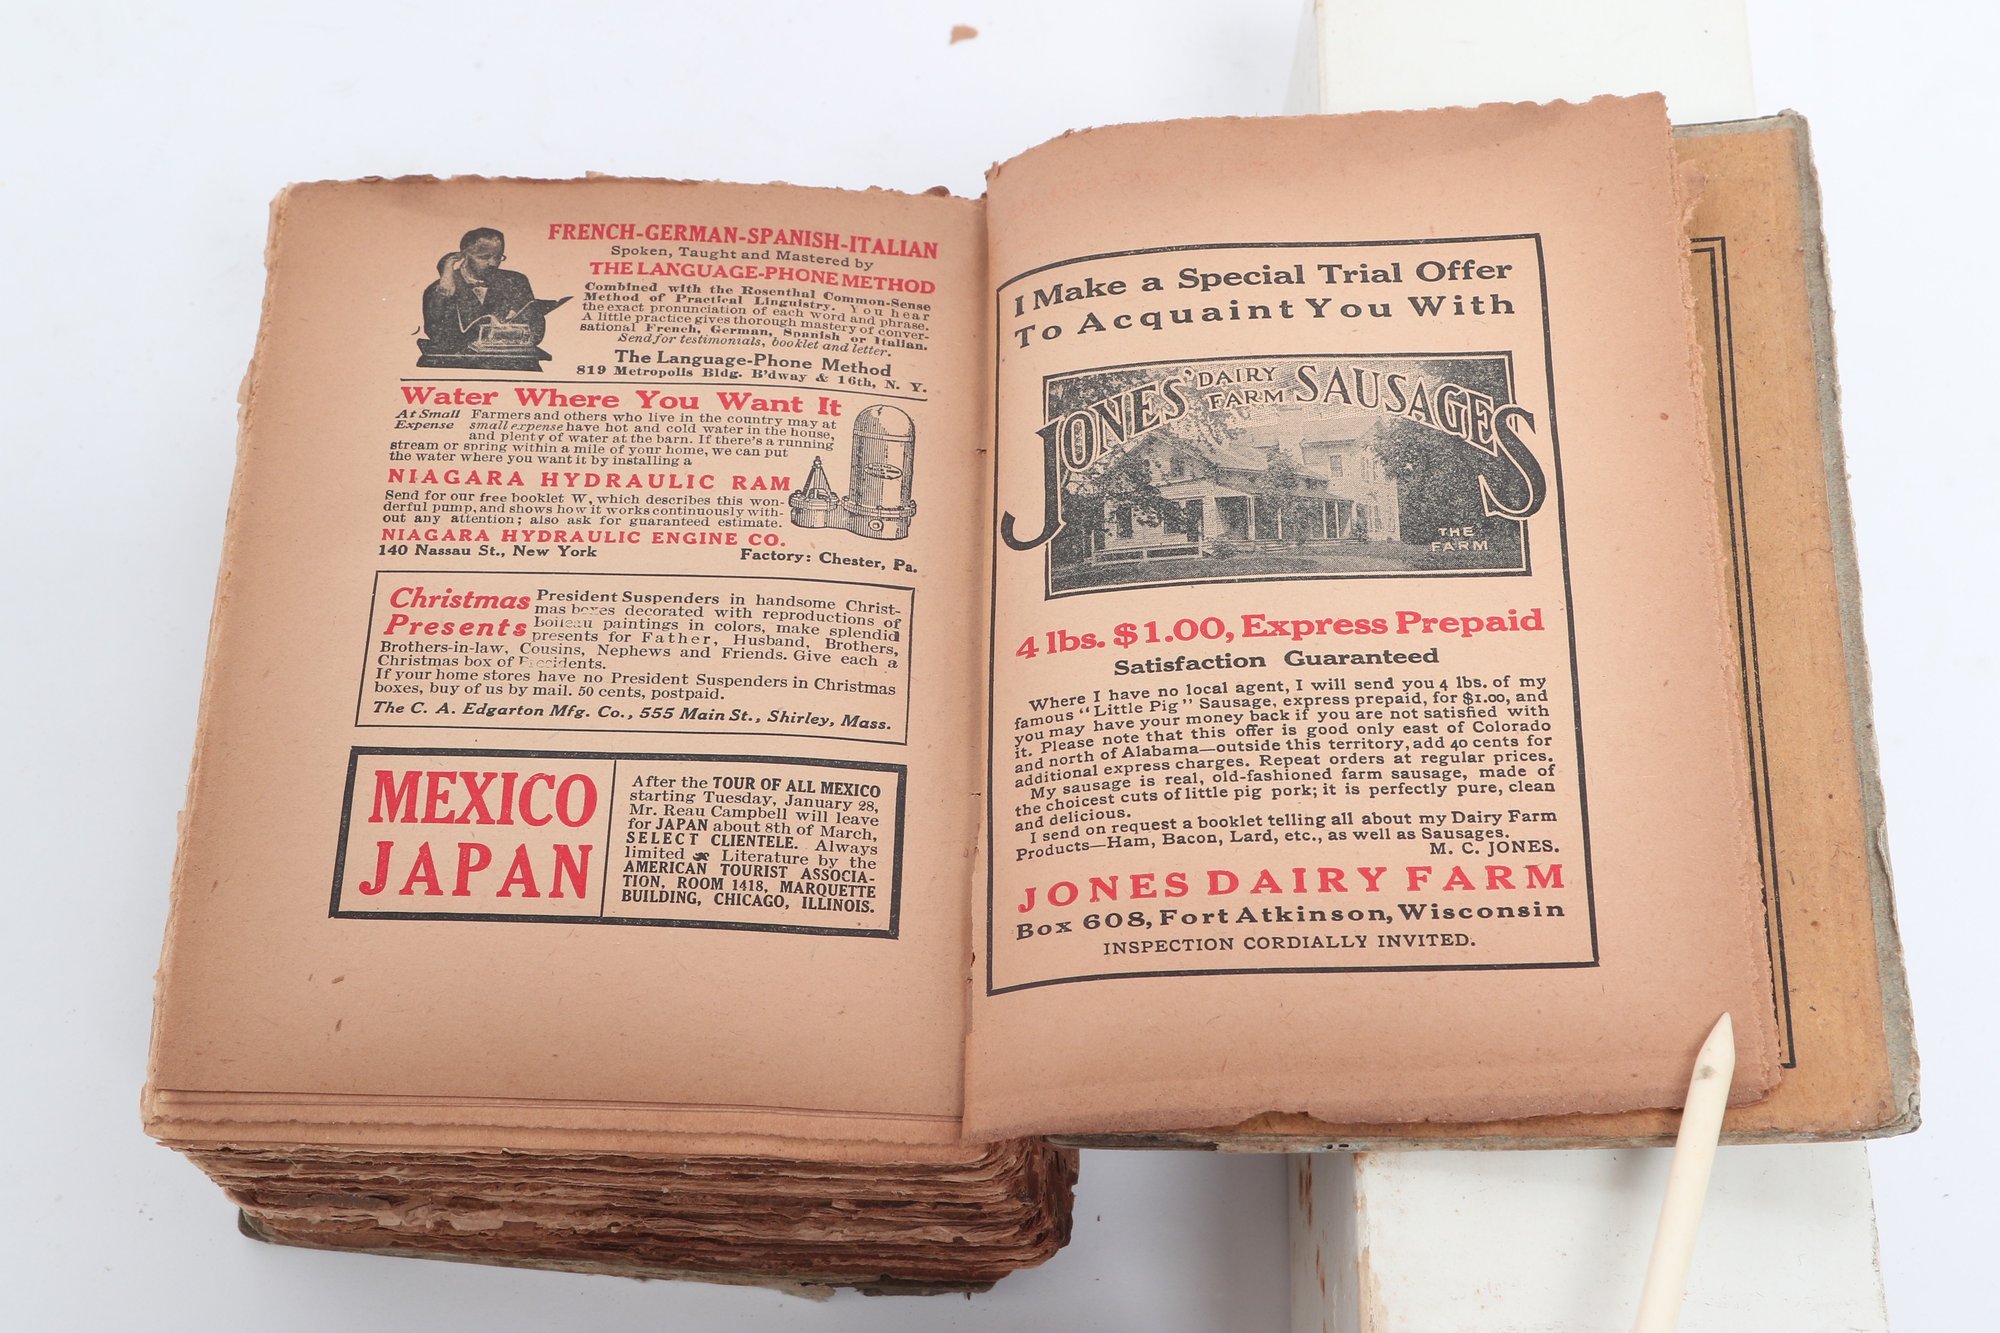 FRENCH-GERMAN-SPANISH-ITALIAN
Spoken, Taught and Mastered by
THE LANGUAGE-PHONE METHOD
Combined with the Rosenthal Common-Sense
Method of Practical Linguistry. You hear
the exact pronunciation of each word and phrase.
A little practice gives thorough mastery of conver-
sational French, German, Spanish or Italian.
Send for testimonials, booklet and letter.
The Language-Phone Method
819 Metropolis Bldg. B'dway & 16th, N. Y.
Water Where You Want It
At Small Expense
Farmers and others who live in the country may at
small expense have hot and cold water in the house,
and plenty of water at the barn. If there's a running
stream or spring within a mile of your home, we can put
the water where you want it by installing a
NIAGARA HYDRAULIC RAM
Send for our free booklet W, which describes this won-
derful pump, and shows how it works continuously with-
out any attention; also ask for guaranteed estimate.
NIAGARA HYDRAULIC ENGINE CO.
140 Nassau St., New York Factory: Chester, Pa.
Christmas Presents
President Suspenders in handsome Christ-
mas boxes decorated with reproductions of
Boileau paintings in colors, make splendid
presents for Father, Husband, Brothers,
Brothers-in-law, Cousins, Nephews and Friends. Give each a
Christmas box of Presidents.
If your home stores have no President Suspenders in Christmas
boxes, buy of us by mail. 50 cents, postpaid.
The C. A. Edgarton Mfg. Co., 555 Main St., Shirley, Mass.
MEXICO
JAPAN
After the TOUR OF ALL MEXICO
starting Tuesday, January 28,
Mr. Reau Campbell will leave
for JAPAN about 8th of March,
SELECT CLIENTELE. Always
limited Literature by the
AMERICAN TOURIST ASSOCIA-
TION, ROOM 1418, MARQUETTE
BUILDING, CHICAGO, ILLINOIS.
I Make a Special Trial Offer
To Acquaint You With
JONES' DAIRY FARM SAUSAGES
THE
FARM
4 lbs. $1.00, Express Prepaid
Satisfaction Guaranteed
Where I have no local agent, I will send you 4 lbs. of my
famous "Little Pig" Sausage, express prepaid, for $1.00, and
you may have your money back if you are not satisfied with
it. Please note that this offer is good only east of Colorado
and north of Alabama—outside this territory, add 40 cents for
additional express charges. Repeat orders at regular prices.
My sausage is real, old-fashioned farm sausage, made of
the choicest cuts of little pig pork; it is perfectly pure, clean
and delicious.
I send on request a booklet telling all about my Dairy Farm
Products—Ham, Bacon, Lard, etc., as well as Sausages.
M. C. JONES.
JONES DAIRY FARM
Box 608, Fort Atkinson, Wisconsin
INSPECTION CORDIALLY INVITED.